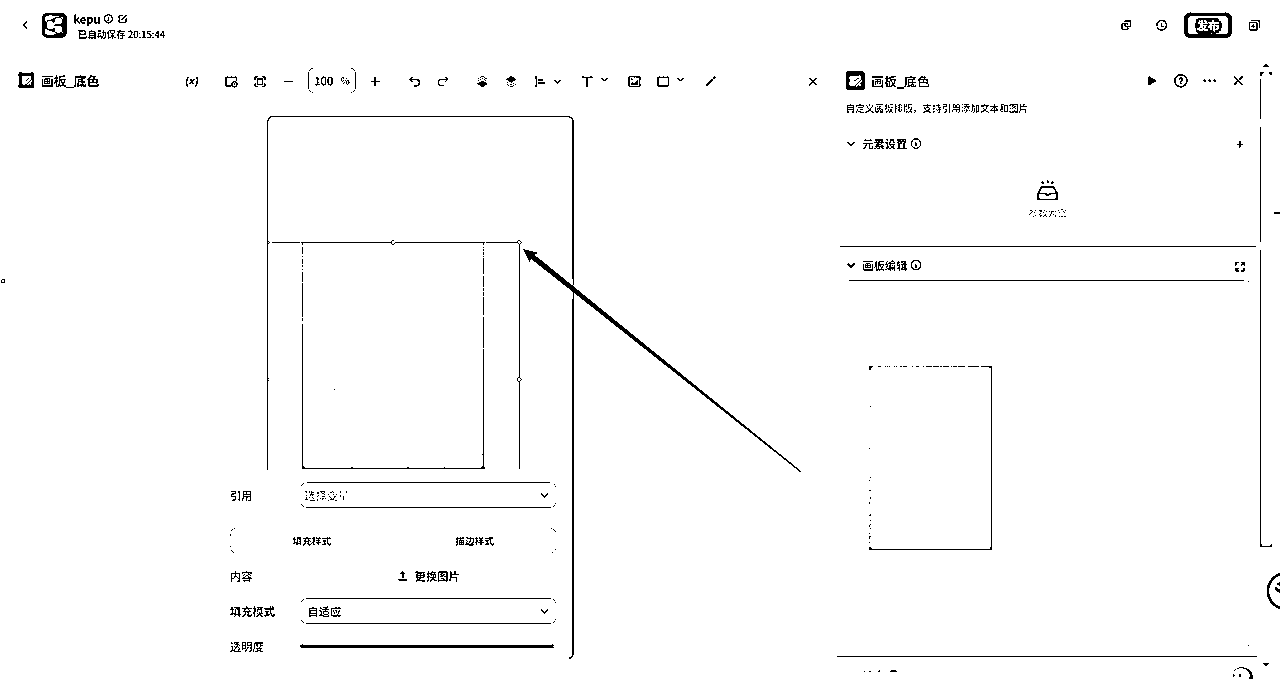 kepu
已自动保存 20:15:44
发布
画板_底色
(x)
100 %
T
画板_底色
自定义画板排版，支持引用添加文本和图片
元素设置
画板编辑
引用
选择变量
填充样式
描边样式
内容
更换图片
填充模式
自适应
透明度